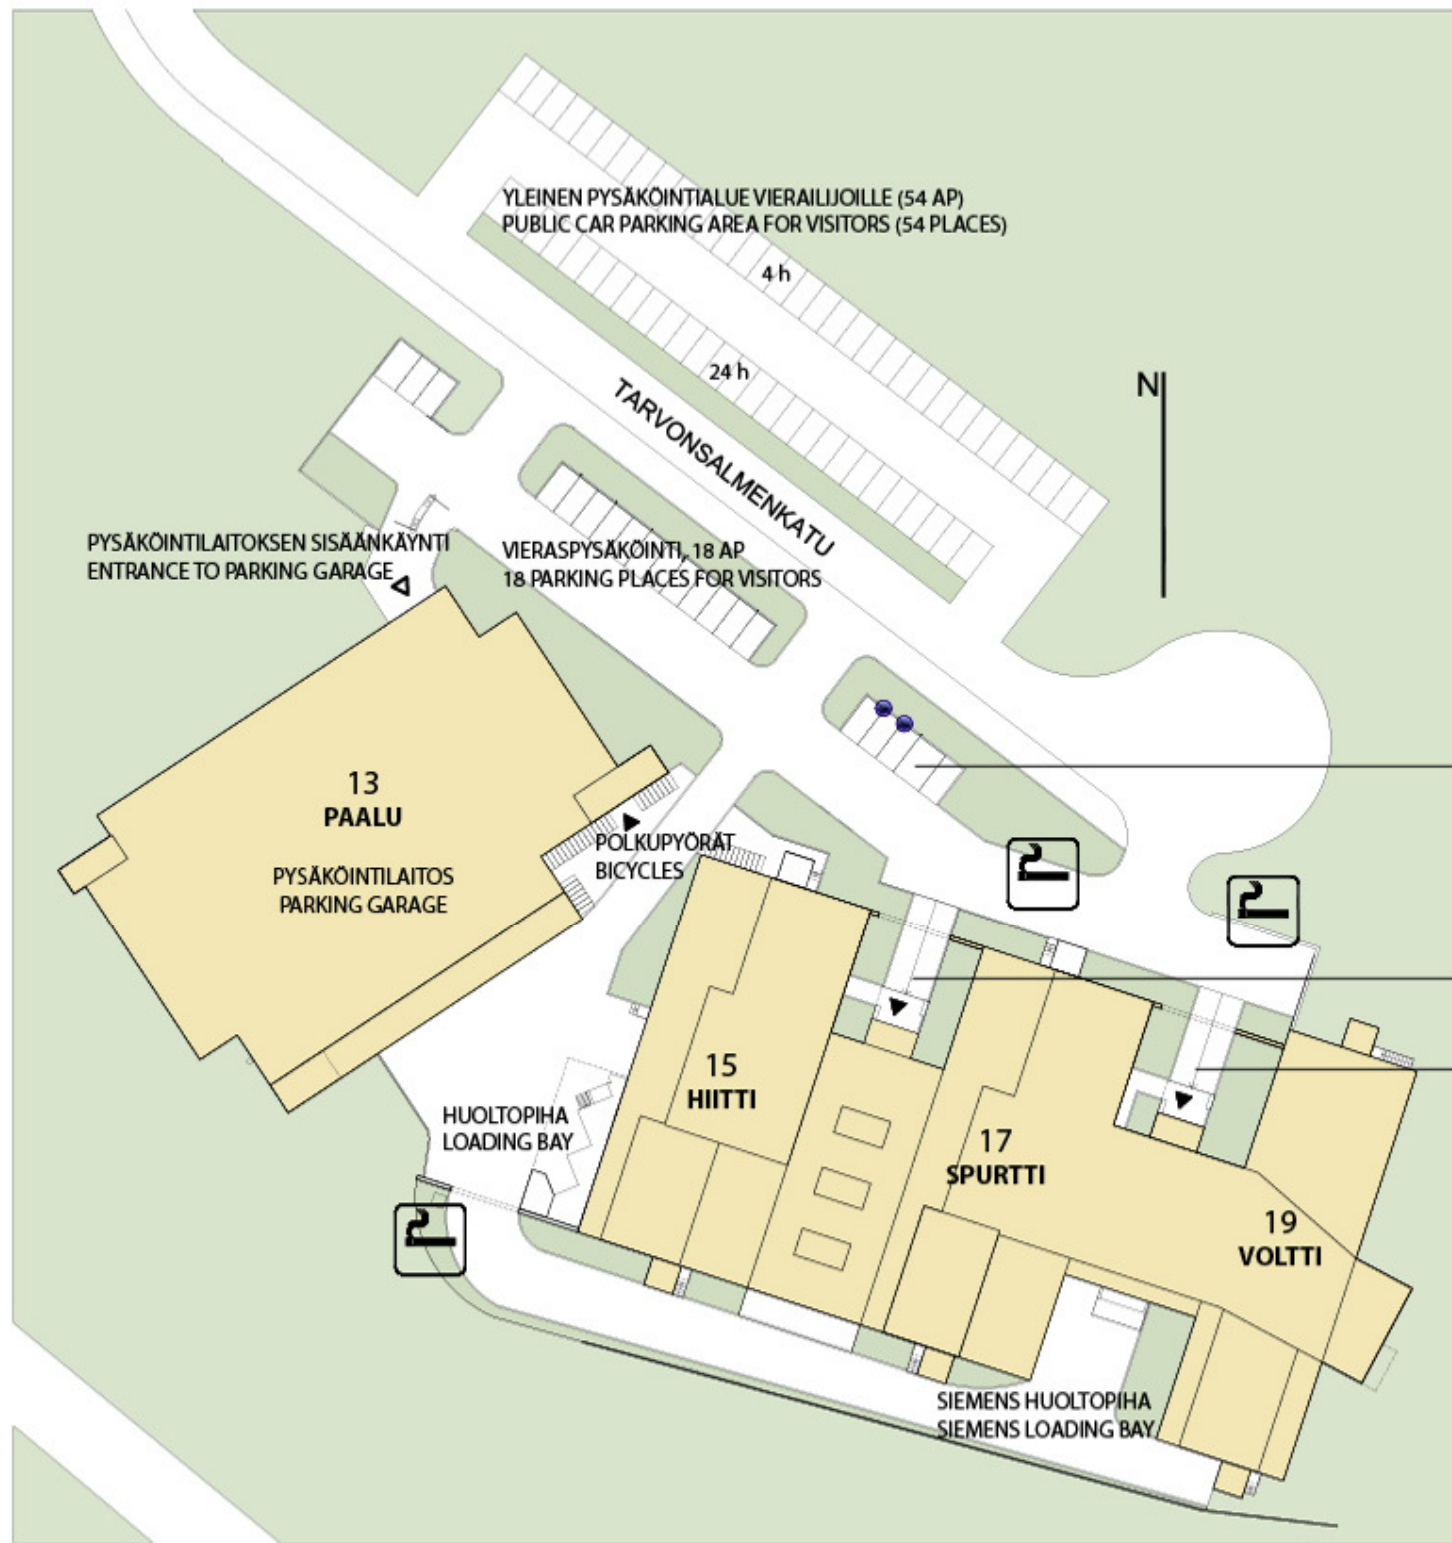 YLEINEN PYSÄKÖINTIALUE VIERAILIJOILLE (54 AP)
PUBLIC CAR PARKING AREA FOR VISITORS (54 PLACES)
4 h
24 h
N
TARVONSALMENKATU
PYSÄKÖINTILAITOKSEN SISÄÄNKÄYNTI
ENTRANCE TO PARKING GARAGE
VIERASPYSÄKÖINTI, 18 AP
18 PARKING PLACES FOR VISITORS
13
PAALU
PYSÄKÖINTILAITOS
PARKING GARAGE
POLKUPYÖRÄT
BICYCLES
15
HIITTI
HUOLTOPIHA
LOADING BAY
17
SPURTTI
19
VOLTTI
SIEMENS HUOLTOPIHA
SIEMENS LOADING BAY